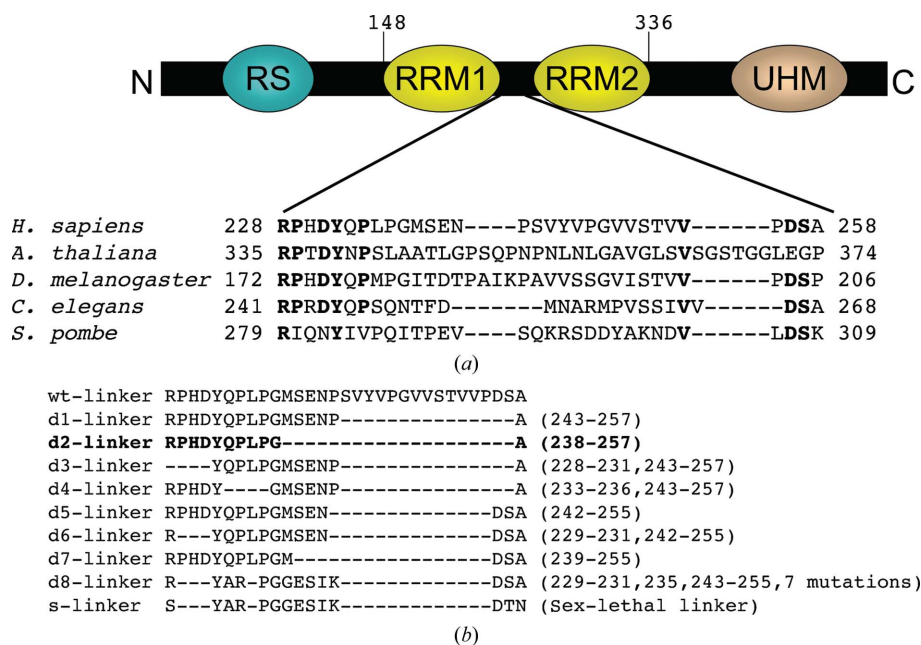 148 336
N RS RRM1 RRM2 UHM C
H. sapiens 228 RPHDYQPLPGMSEN----PSVYVPGVVSTVV------PDSA 258
A. thaliana 335 RPTDYNPSLAATLGPSQPNPNLNLGAVGLSVSGSTGGLEGP 374
D. melanogaster 172 RPHDYQPMPGITDTPAIKPAVVSSGVISTVV------PDSP 206
C. elegans 241 RPRDYQPSQNTFD-------MNARMPVSSIVV------DSA 268
S. pombe 279 RIQNYIVPQITPEV-----SQKRSDDYAKNDV------LDSK 309
(a)
wt-linker RPHDYQPLPGMSENPSVYVPGVVSTVVPDSA
d1-linker RPHDYQPLPGMSENP---------------A (243-257)
d2-linker RPHDYQPLPG--------------------A (238-257)
d3-linker ----YQPLPGMSENP---------------A (228-231,243-257)
d4-linker RPHDY----GMSENP---------------A (233-236,243-257)
d5-linker RPHDYQPLPGMSEN--------------DSA (242-255)
d6-linker R---YQPLPGMSEN--------------DSA (229-231,242-255)
d7-linker RPHDYQPLPGM-----------------DSA (239-255)
d8-linker R---YAR-PGGESIK-------------DSA (229-231,235,243-255,7 mutations)
s-linker S---YAR-PGGESIK-------------DTN (Sex-lethal linker)
(b)